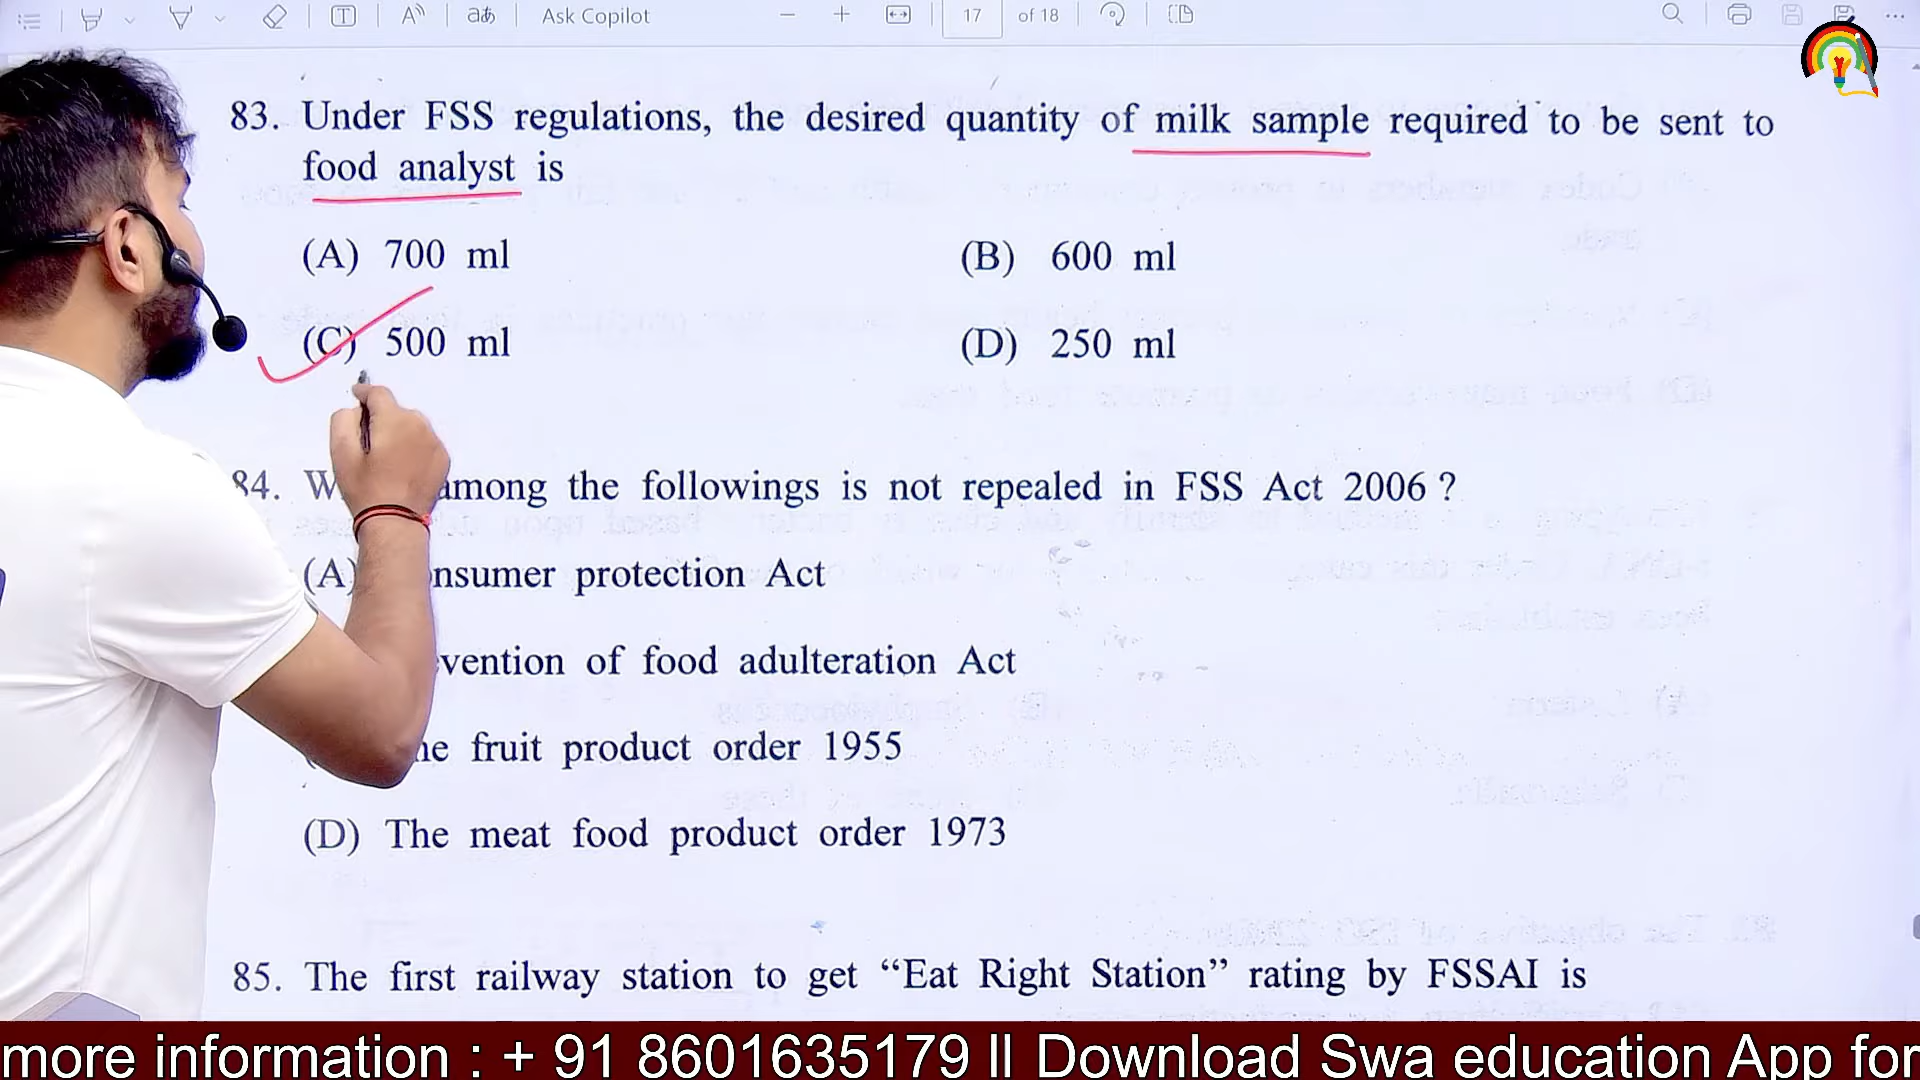 Ask Copilot
17 of 18
83. Under FSS regulations, the desired quantity of milk sample required to be sent to
food analyst is
(A) 700 ml (B) 600 ml
(C) 500 ml (D) 250 ml
84. among the followings is not repealed in FSS Act 2006 ?
(A) nsumer protection Act
vention of food adulteration Act
he fruit product order 1955
(D) The meat food product order 1973
85. The first railway station to get “Eat Right Station” rating by FSSAI is
more information : + 91 8601635179 ll Download Swa education App for